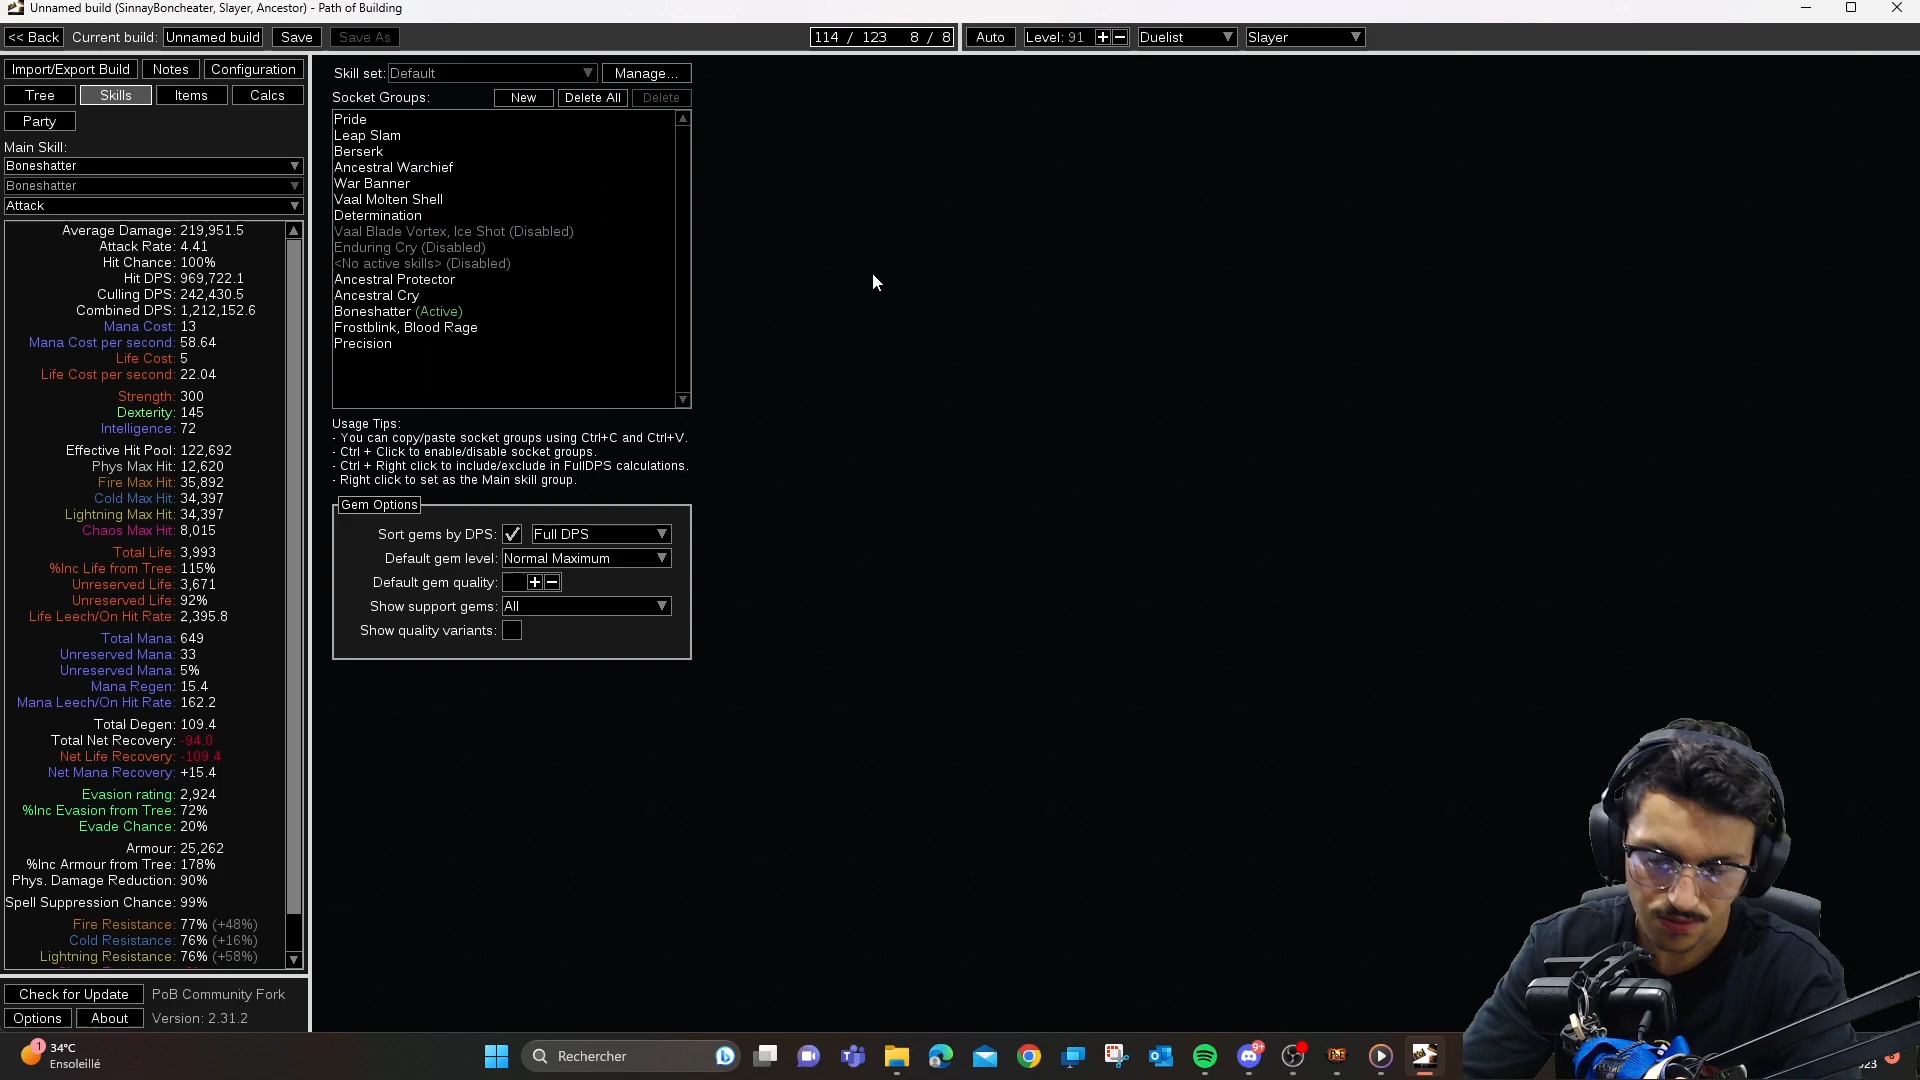 Unnamed build (SinnayBoncheater, Slayer, Ancestor) - Path of Building
<< Back Current build: Unnamed build Save Save As 114 / 123 8 / 8 Auto Level: 91 + - Duelist Slayer
Import/Export Build Notes Configuration
Tree Skills Items Calcs
Party
Main Skill:
Boneshatter
Boneshatter
Attack
Average Damage: 219,951.5
Attack Rate: 4.41
Hit Chance: 100%
Hit DPS: 969,722.1
Culling DPS: 242,430.5
Combined DPS: 1,212,152.6
Mana Cost: 13
Mana Cost per second: 58.64
Life Cost: 5
Life Cost per second: 22.04
Strength: 300
Dexterity: 145
Intelligence: 72
Effective Hit Pool: 122,692
Phys Max Hit: 12,620
Fire Max Hit: 35,892
Cold Max Hit: 34,397
Lightning Max Hit: 34,397
Chaos Max Hit: 8,015
Total Life: 3,993
%Inc Life from Tree: 115%
Unreserved Life: 3,671
Unreserved Life: 92%
Life Leech/On Hit Rate: 2,395.8
Total Mana: 649
Unreserved Mana: 33
Unreserved Mana: 5%
Mana Regen: 15.4
Mana Leech/On Hit Rate: 162.2
Total Degen: 109.4
Total Net Recovery: -94.0
Net Life Recovery: -109.4
Net Mana Recovery: +15.4
Evasion rating: 2,924
%Inc Evasion from Tree: 72%
Evade Chance: 20%
Armour: 25,262
%Inc Armour from Tree: 178%
Phys. Damage Reduction: 90%
Spell Suppression Chance: 99%
Fire Resistance: 77% (+48%)
Cold Resistance: 76% (+16%)
Lightning Resistance: 76% (+58%)
Check for Update PoB Community Fork
Options About Version: 2.31.2
Skill set: Default Manage...
Socket Groups: New Delete All Delete
Pride
Leap Slam
Berserk
Ancestral Warchief
War Banner
Vaal Molten Shell
Determination
Vaal Blade Vortex, Ice Shot (Disabled)
Enduring Cry (Disabled)
<No active skills> (Disabled)
Ancestral Protector
Ancestral Cry
Boneshatter (Active)
Frostblink, Blood Rage
Precision
Usage Tips:
- You can copy/paste socket groups using Ctrl+C and Ctrl+V.
- Ctrl + Click to enable/disable socket groups.
- Ctrl + Right click to include/exclude in FullDPS calculations.
- Right click to set as the Main skill group.
Gem Options
Sort gems by DPS: Full DPS
Default gem level: Normal Maximum
Default gem quality: + -
Show support gems: All
Show quality variants:
1 34°C
Ensoleillé
Rechercher
9+
PoE